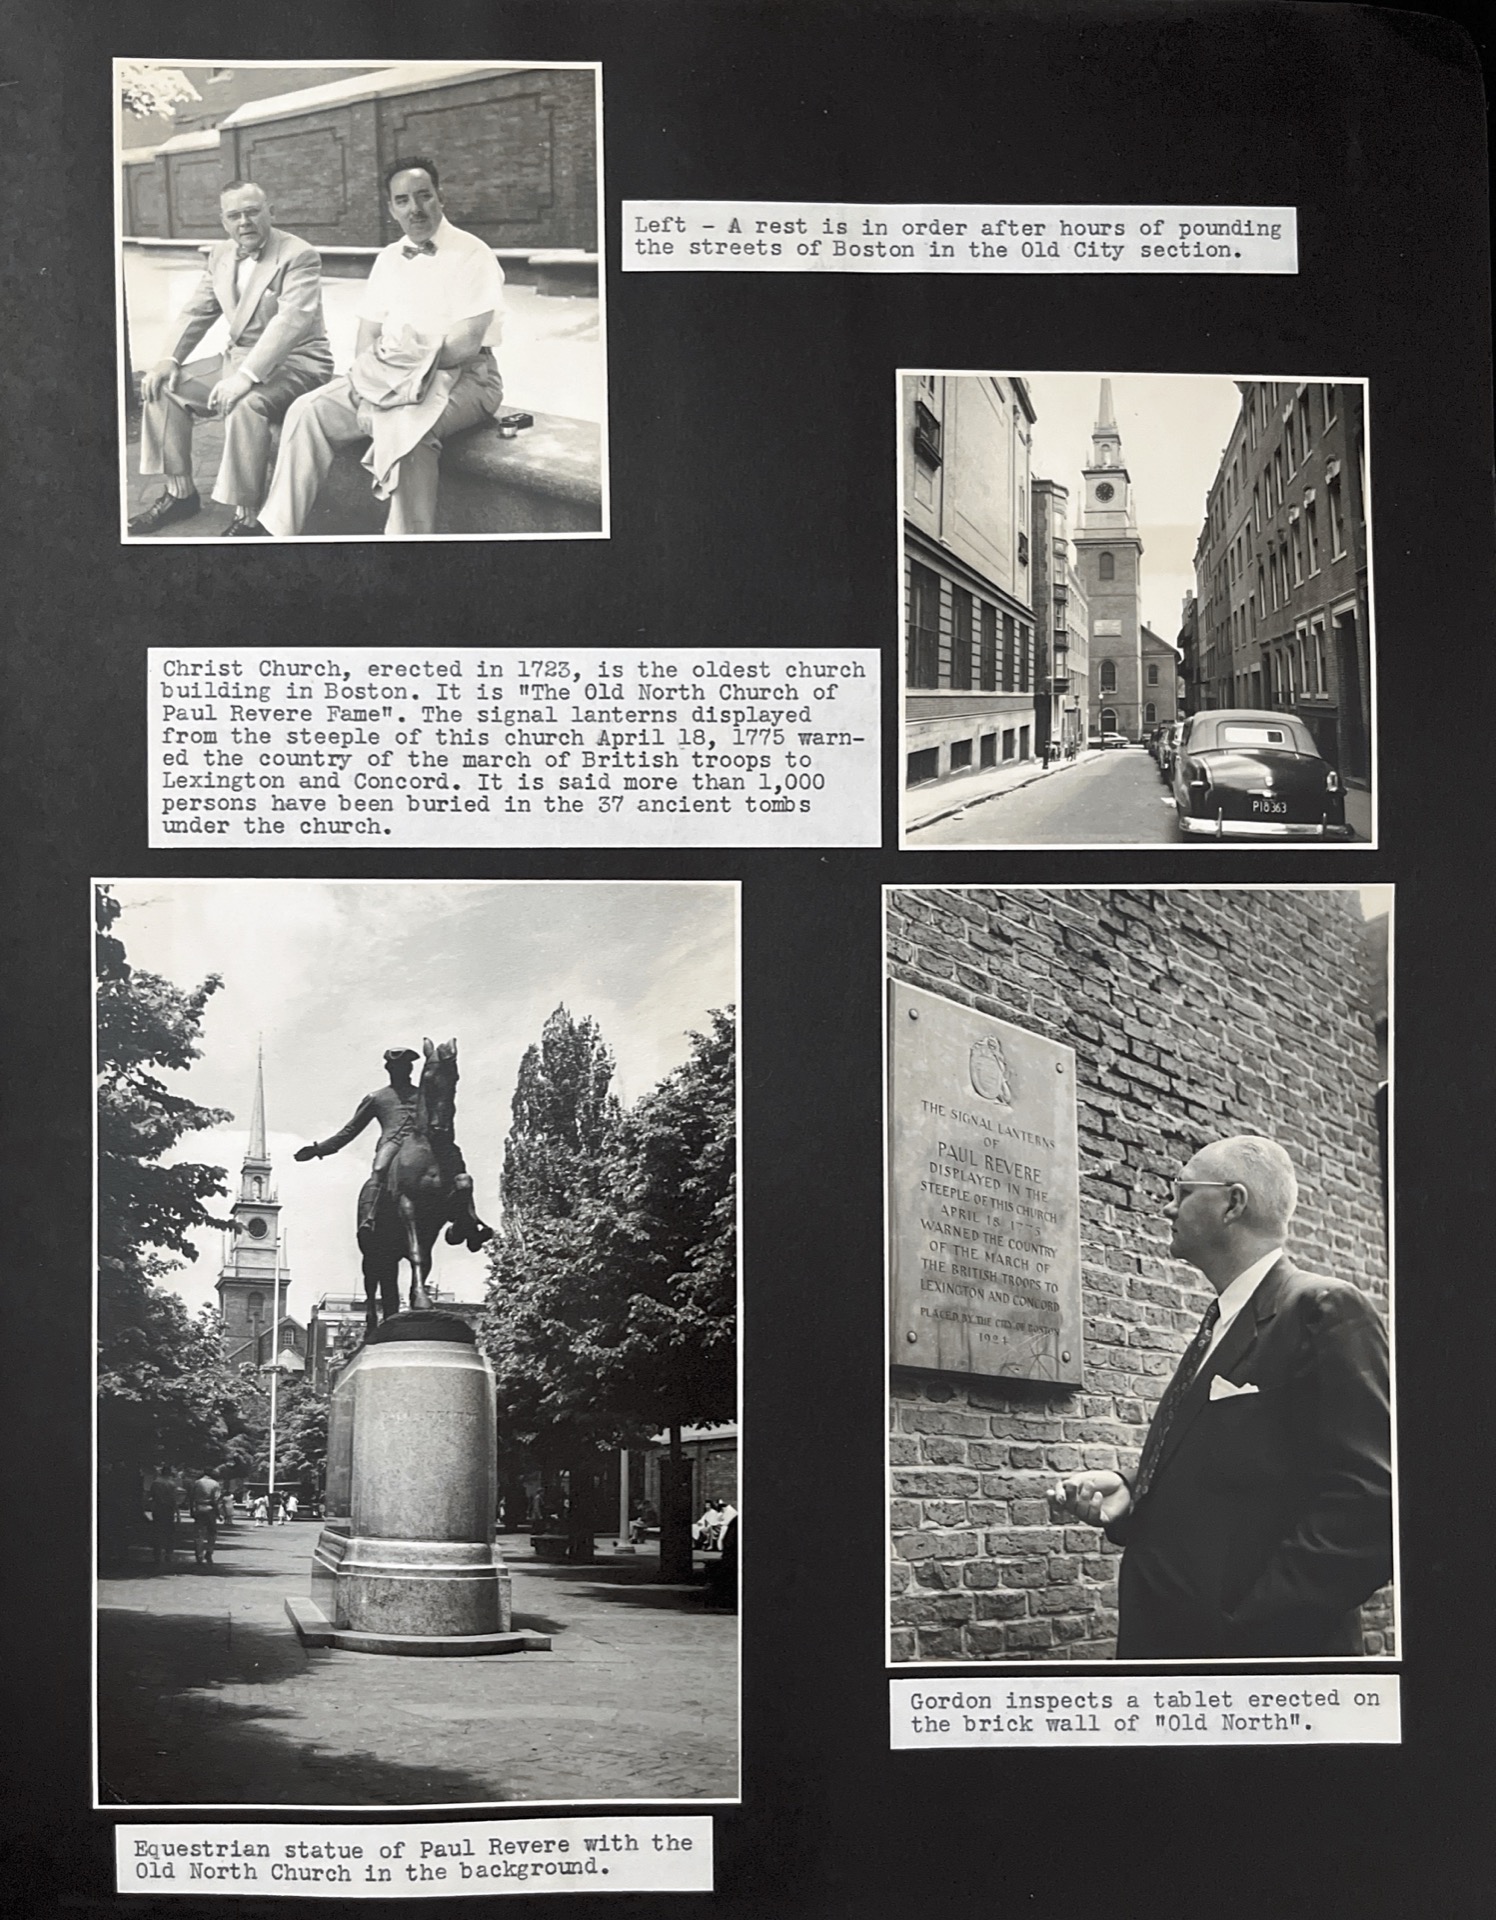 Left - A rest is in order after hours of pounding
the streets of Boston in the Old City section.
Christ Church, erected in 1723, is the oldest church
building in Boston. It is "The Old North Church of
Paul Revere Fame". The signal lanterns displayed
from the steeple of this church April 18, 1775 warn-
ed the country of the march of British troops to
Lexington and Concord. It is said more than 1,000
persons have been buried in the 37 ancient tombs
under the church.
P18363
THE SIGNAL LANTERNS
OF
PAUL REVERE
DISPLAYED IN THE
STEEPLE OF THIS CHURCH
APRIL 18 1775
WARNED THE COUNTRY
OF THE MARCH OF
THE BRITISH TROOPS TO
LEXINGTON AND CONCORD
PLACED BY THE CITY OF BOSTON
Gordon inspects a tablet erected on
the brick wall of "Old North".
Equestrian statue of Paul Revere with the
Old North Church in the background.